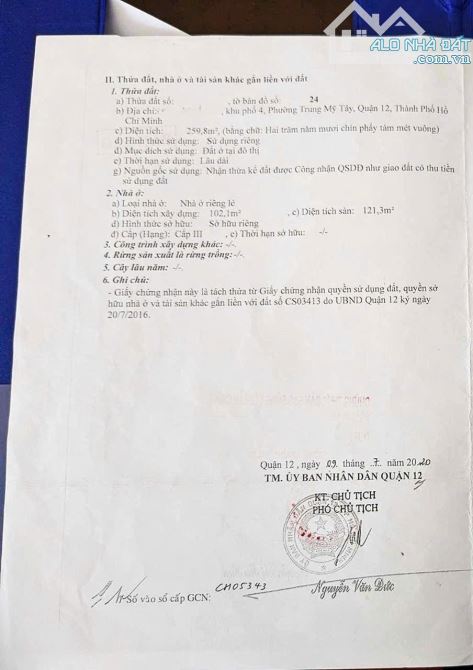 ALO NHÀ ĐẤT
.com.vn
II. Thửa đất, nhà ở và tài sản khác gắn liền với đất
1. Thửa đất:
a) Thửa đất số: , tờ bản đồ số: 24
b) Địa chỉ: , khu phố 4, Phường Trung Mỹ Tây, Quận 12, Thành Phố Hồ
Chí Minh
c) Diện tích: 259,8m², (bằng chữ: Hai trăm năm mươi chín phẩy tám mét vuông)
d) Hình thức sử dụng: Sử dụng riêng
đ) Mục đích sử dụng: Đất ở tại đô thị
e) Thời hạn sử dụng: Lâu dài
g) Nguồn gốc sử dụng: Nhận thừa kế đất được Công nhận QSDĐ như giao đất có thu tiền
sử dụng đất
2. Nhà ở:
a) Loại nhà ở: Nhà ở riêng lẻ
b) Diện tích xây dựng: 102,1m² , c) Diện tích sàn: 121,3m²
d) Hình thức sở hữu: Sở hữu riêng
đ) Cấp (Hạng): Cấp III , e) Thời hạn sở hữu: -/-
3. Công trình xây dựng khác: -/-
4. Rừng sản xuất là rừng trồng: -/-
5. Cây lâu năm: -/-
6. Ghi chú:
- Giấy chứng nhận này là tách thửa từ Giấy chứng nhận quyền sử dụng đất, quyền sở
hữu nhà ở và tài sản khác gắn liền với đất số CS03413 do UBND Quận 12 ký ngày
20/7/2016.
Quận 12, ngày 09 tháng 7 năm 2020
TM. ỦY BAN NHÂN DÂN QUẬN 12
KT. CHỦ TỊCH
PHÓ CHỦ TỊCH
Nguyễn Văn Đức
Số vào sổ cấp GCN: CH05343